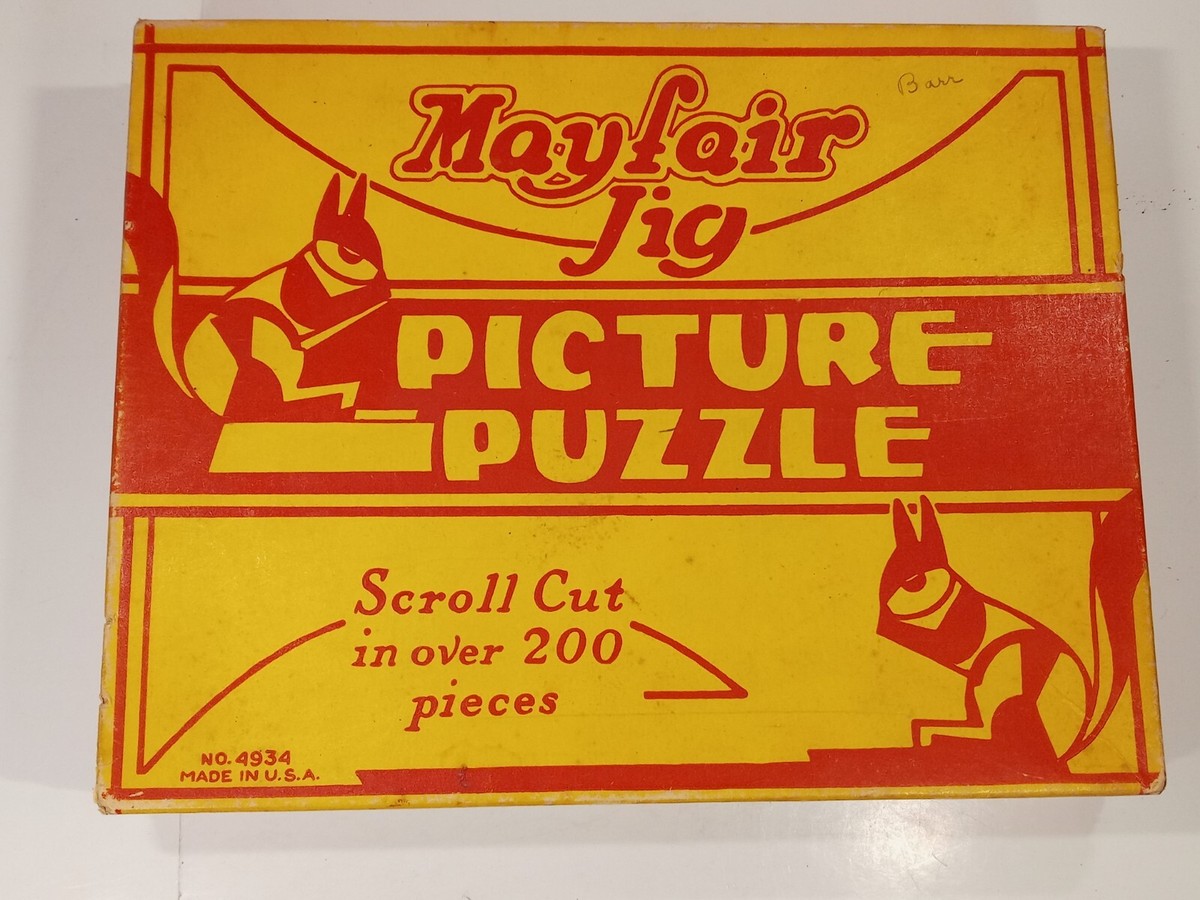 Barr
Mayfair
Jig
PICTURE
PUZZLE
Scroll Cut
in over 200
pieces
NO. 4934
MADE IN U.S.A.